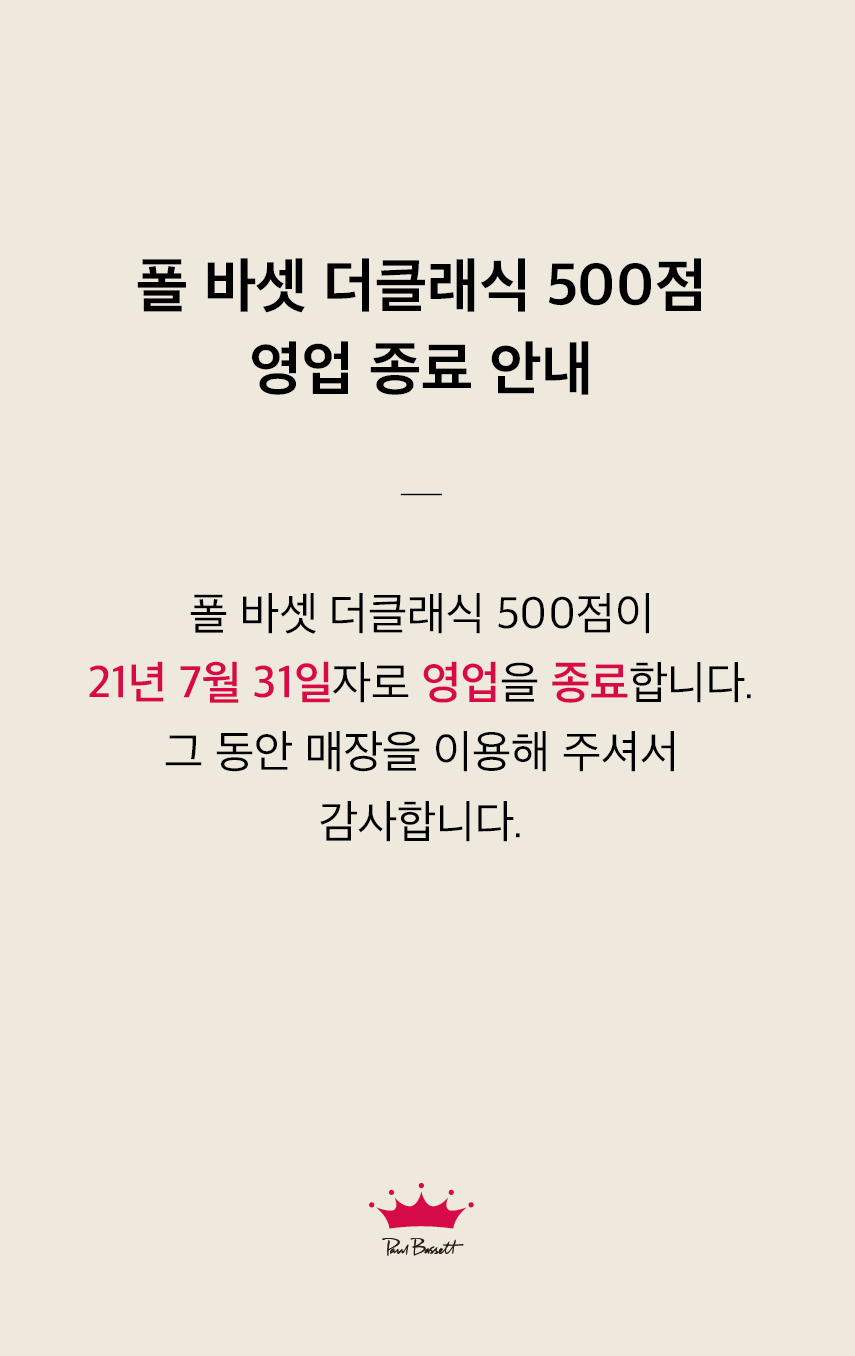 폴 바셋 더클래식 500점
영업 종료 안내
폴 바셋 더클래식 500점이
21년 7월 31일자로 영업을 종료합니다.
그 동안 매장을 이용해 주셔서
감사합니다.
Paul Bassett